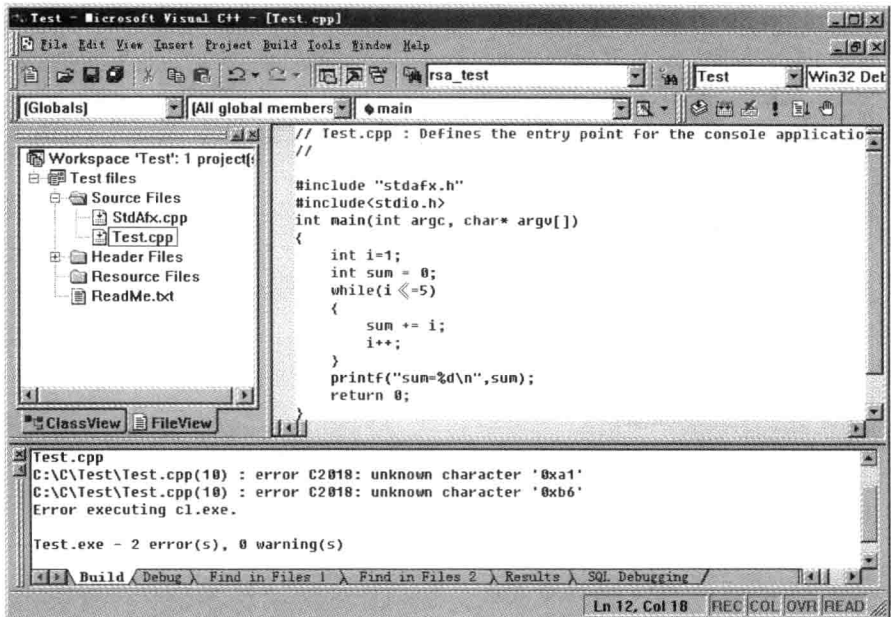 Test - Microsoft Visual C++ - [Test.cpp]
File Edit View Insert Project Build Tools Window Help
rsa_test
Test
Win32 Det
(Globals)
(All global members
main
Workspace 'Test': 1 project(s
Test files
Source Files
StdAfx.cpp
Test.cpp
Header Files
Resource Files
ReadMe.txt
ClassView
FileView
// Test.cpp : Defines the entry point for the console applicatio
//
#include "stdafx.h"
#include<stdio.h>
int main(int argc, char* argv[])
{
int i=1;
int sum = 0;
while(i ≪=5)
{
sum += i;
i++;
}
printf("sum=%d\n",sum);
return 0;
}
Test.cpp
C:\C\Test\Test.cpp(10) : error C2018: unknown character '0xa1'
C:\C\Test\Test.cpp(10) : error C2018: unknown character '0xb6'
Error executing cl.exe.
Test.exe - 2 error(s), 0 warning(s)
Build Debug Find in Files 1 Find in Files 2 Results SQL Debugging
Ln 12, Col 18 REC COL OVR READ